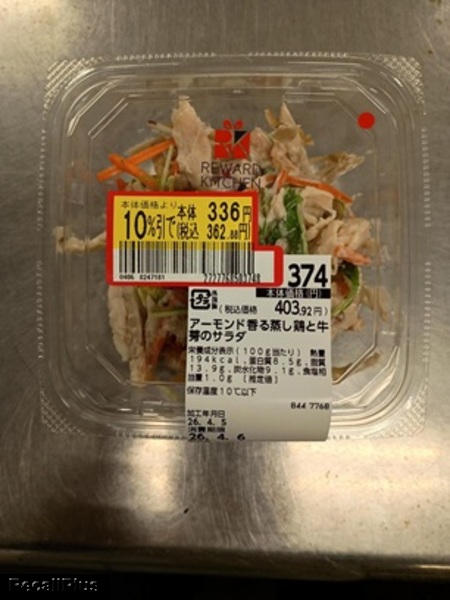 REWARD
KITCHEN
本体価格より
10%引で
本体 336円
(税込 362.88円)
0406 0247181
374
本体価格(円)
(税込価格 403.92円)
アーモンド香る蒸し鶏と牛
蒡のサラダ
栄養成分表示(100g当たり) 熱量
194kcal,蛋白質8.5g,脂質
13.9g,炭水化物9.1g,食塩相
当量1.0g [推定値]
保存温度10℃以下
844 7768
加工年月日
26. 4. 5
消費期限
26. 4. 6
RecallPlus